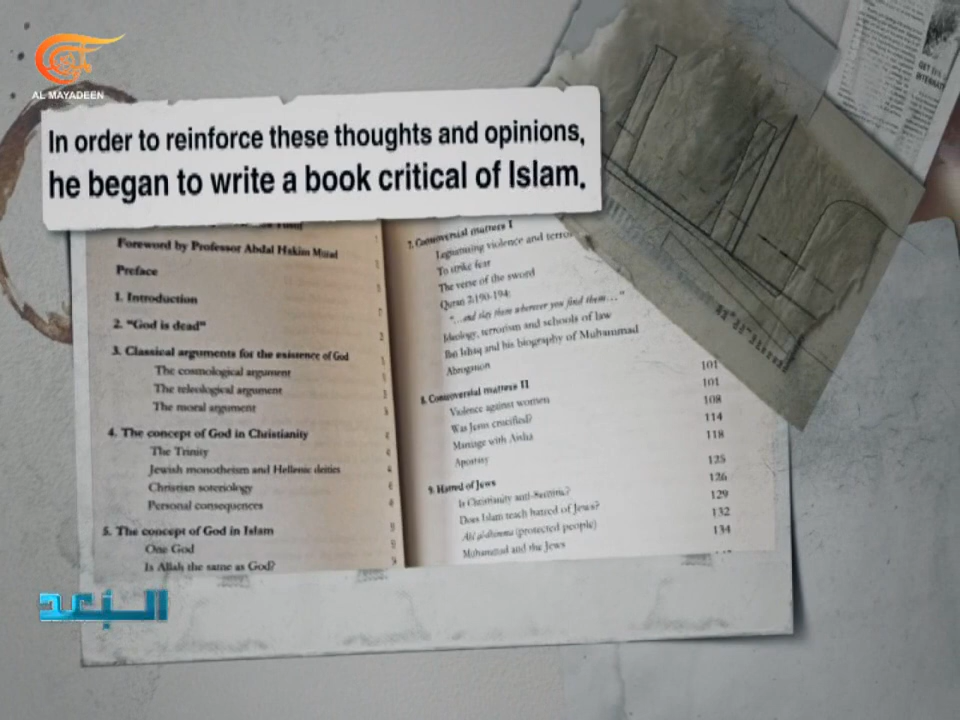 AL MAYADEEN
In order to reinforce these thoughts and opinions,
he began to write a book critical of Islam.
Foreword by Professor Abdal Hakim Murad
Preface
1. Introduction
2. "God is dead"
3. Classical arguments for the existence of God
The cosmological argument
The teleological argument
The moral argument
4. The concept of God in Christianity
The Trinity
Jewish monotheism and Hellenic deities
Christian soteriology
Personal consequences
5. The concept of God in Islam
One God
Is Allah the same as God?
7. Controversial matters I
Legitimising violence and terror
To strike fear
The verse of the sword
Quran 2:190-194:
"...and slay them wherever you find them..."
Ideology, terrorism and schools of law
Ibn Ishaq and his biography of Muhammad
Abrogation 101
8. Controversial matters II 101
Violence against women 108
Was Jesus crucified? 114
Marriage with Aisha 118
Apostasy 125
9. Hatred of Jews 126
Is Christianity anti-Semitic? 129
Does Islam teach hatred of Jews? 132
Ahl al-dhimma (protected people) 134
Muhammad and the Jews
البعد